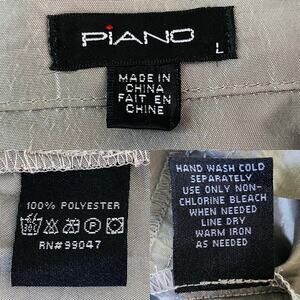 PiANO
L
MADE IN
CHINA
FAIT EN
CHINE
100% POLYESTER
RN#99047
HAND WASH COLD
SEPARATELY
USE ONLY NON-
CHLORINE BLEACH
WHEN NEEDED
LINE DRY
WARM IRON
AS NEEDED